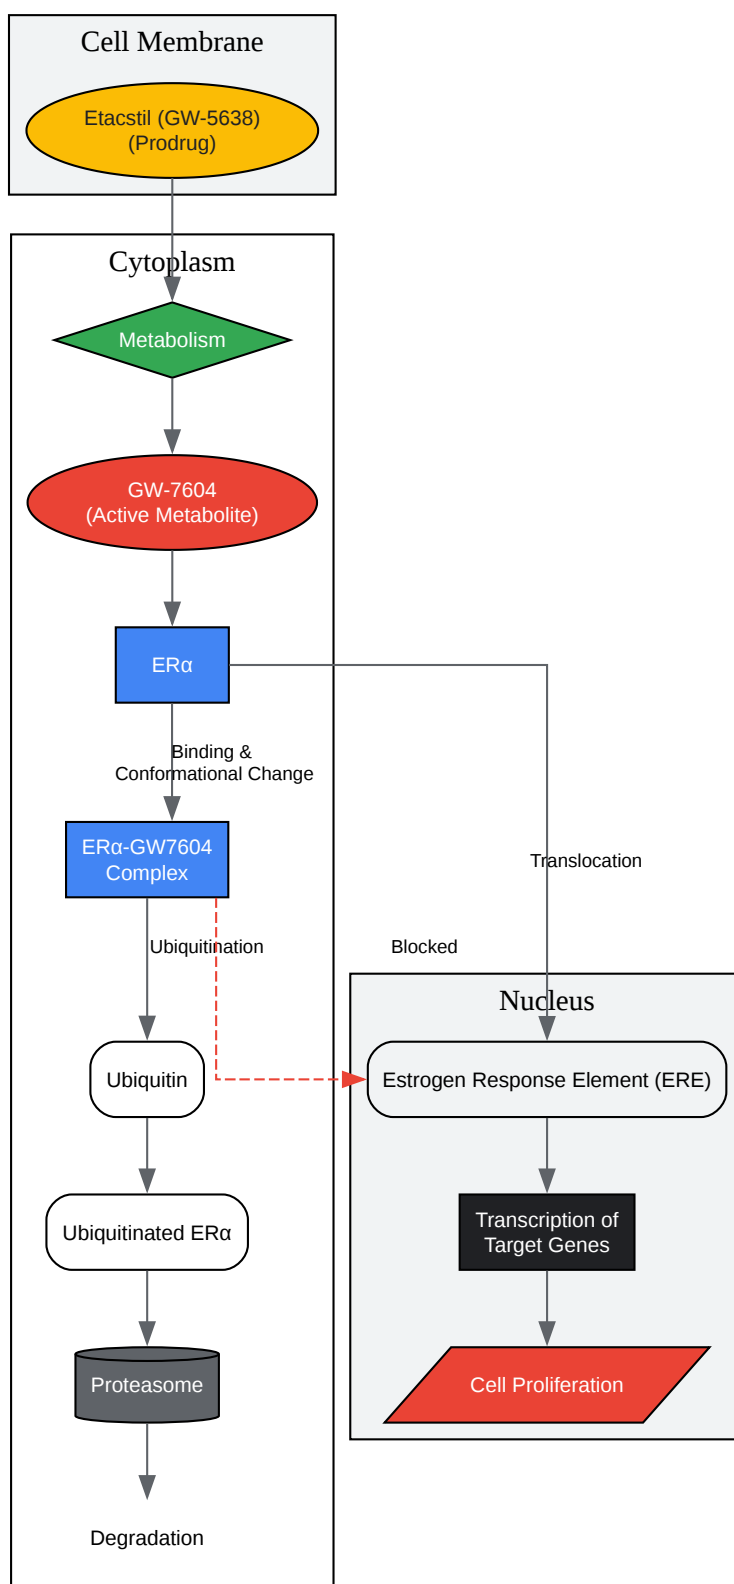 Cell Membrane
Etacstil (GW-5638)
(Prodrug)
Cytoplasm
Metabolism
GW-7604
(Active Metabolite)
ERα
Binding &
Conformational Change
ERα-GW7604
Complex
Translocation
Ubiquitination
Blocked
Nucleus
Ubiquitin
Estrogen Response Element (ERE)
Ubiquitinated ERα
Transcription of
Target Genes
Proteasome
Cell Proliferation
Degradation